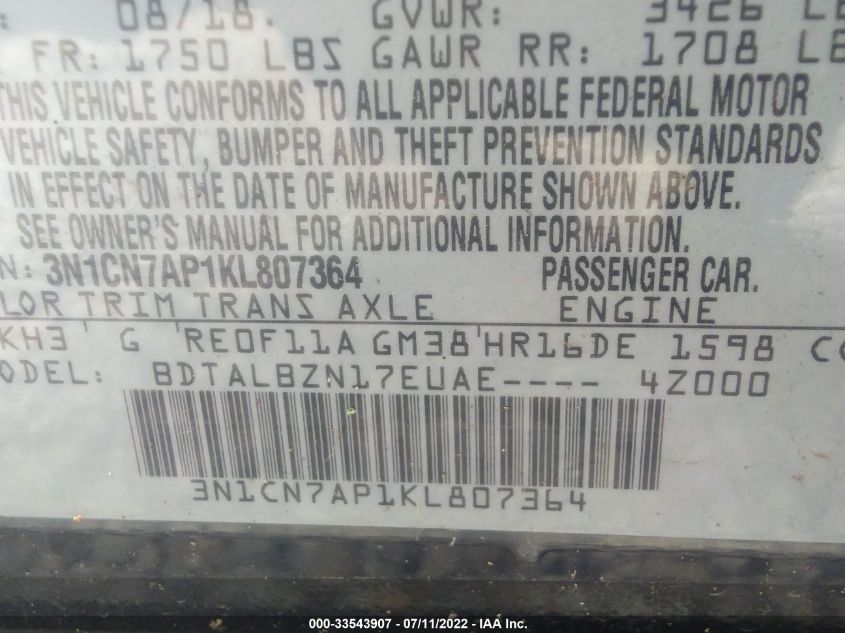 : 08/18. GVWR: 3426 LB
FR: 1750 LBS GAWR RR: 1708 LB
THIS VEHICLE CONFORMS TO ALL APPLICABLE FEDERAL MOTOR
VEHICLE SAFETY, BUMPER AND THEFT PREVENTION STANDARDS
IN EFFECT ON THE DATE OF MANUFACTURE SHOWN ABOVE.
SEE OWNER'S MANUAL FOR ADDITIONAL INFORMATION.
N: 3N1CN7AP1KL807364 PASSENGER CAR.
LOR TRIM TRANS AXLE ENGINE
KH3 G RE0F11A GM38 HR16DE 1598 CC
ODEL: BDTALBZN17EUAE---- 4Z000
3N1CN7AP1KL807364
000-33543907 - 07/11/2022 - IAA Inc.